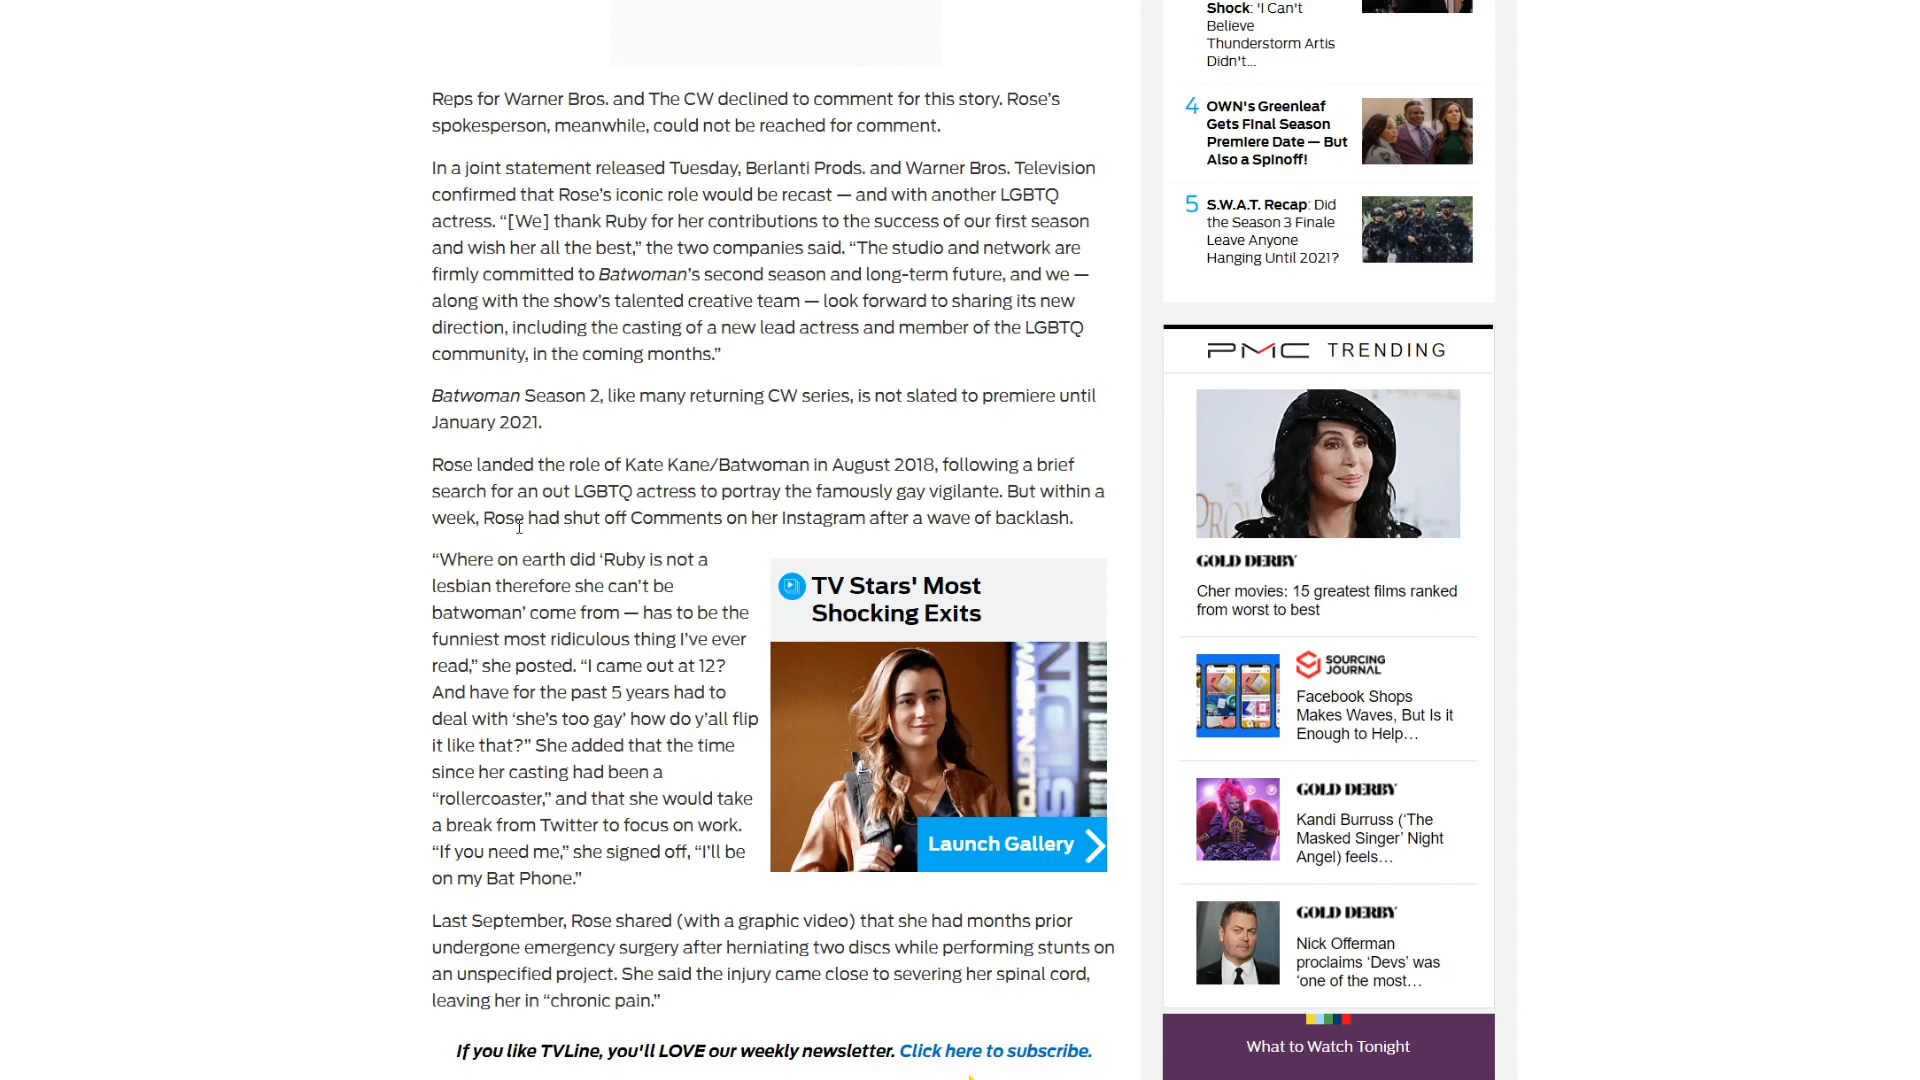 Reps for Warner Bros. and The CW declined to comment for this story. Rose’s
spokesperson, meanwhile, could not be reached for comment.
In a joint statement released Tuesday, Berlanti Prods. and Warner Bros. Television
confirmed that Rose’s iconic role would be recast — and with another LGBTQ
actress. “[We] thank Ruby for her contributions to the success of our first season
and wish her all the best,” the two companies said. “The studio and network are
firmly committed to Batwoman’s second season and long-term future, and we —
along with the show’s talented creative team — look forward to sharing its new
direction, including the casting of a new lead actress and member of the LGBTQ
community, in the coming months.”
Batwoman Season 2, like many returning CW series, is not slated to premiere until
January 2021.
Rose landed the role of Kate Kane/Batwoman in August 2018, following a brief
search for an out LGBTQ actress to portray the famously gay vigilante. But within a
week, Rose had shut off Comments on her Instagram after a wave of backlash.
“Where on earth did ‘Ruby is not a
lesbian therefore she can’t be
batwoman’ come from — has to be the
funniest most ridiculous thing I’ve ever
read,” she posted. “I came out at 12?
And have for the past 5 years had to
deal with ‘she’s too gay’ how do y’all flip
it like that?” She added that the time
since her casting had been a
“rollercoaster,” and that she would take
a break from Twitter to focus on work.
“If you need me,” she signed off, “I’ll be
on my Bat Phone.”
TV Stars' Most
Shocking Exits
Launch Gallery
Last September, Rose shared (with a graphic video) that she had months prior
undergone emergency surgery after herniating two discs while performing stunts on
an unspecified project. She said the injury came close to severing her spinal cord,
leaving her in “chronic pain.”
If you like TVLine, you'll LOVE our weekly newsletter. Click here to subscribe.
Shock: 'I Can't
Believe
Thunderstorm Artis
Didn't...
4 OWN's Greenleaf
Gets Final Season
Premiere Date — But
Also a Spinoff!
5 S.W.A.T. Recap: Did
the Season 3 Finale
Leave Anyone
Hanging Until 2021?
PMC TRENDING
GOLD DERBY
Cher movies: 15 greatest films ranked
from worst to best
SOURCING
JOURNAL
Facebook Shops
Makes Waves, But Is it
Enough to Help…
GOLD DERBY
Kandi Burruss (‘The
Masked Singer’ Night
Angel) feels…
GOLD DERBY
Nick Offerman
proclaims ‘Devs’ was
‘one of the most…
What to Watch Tonight